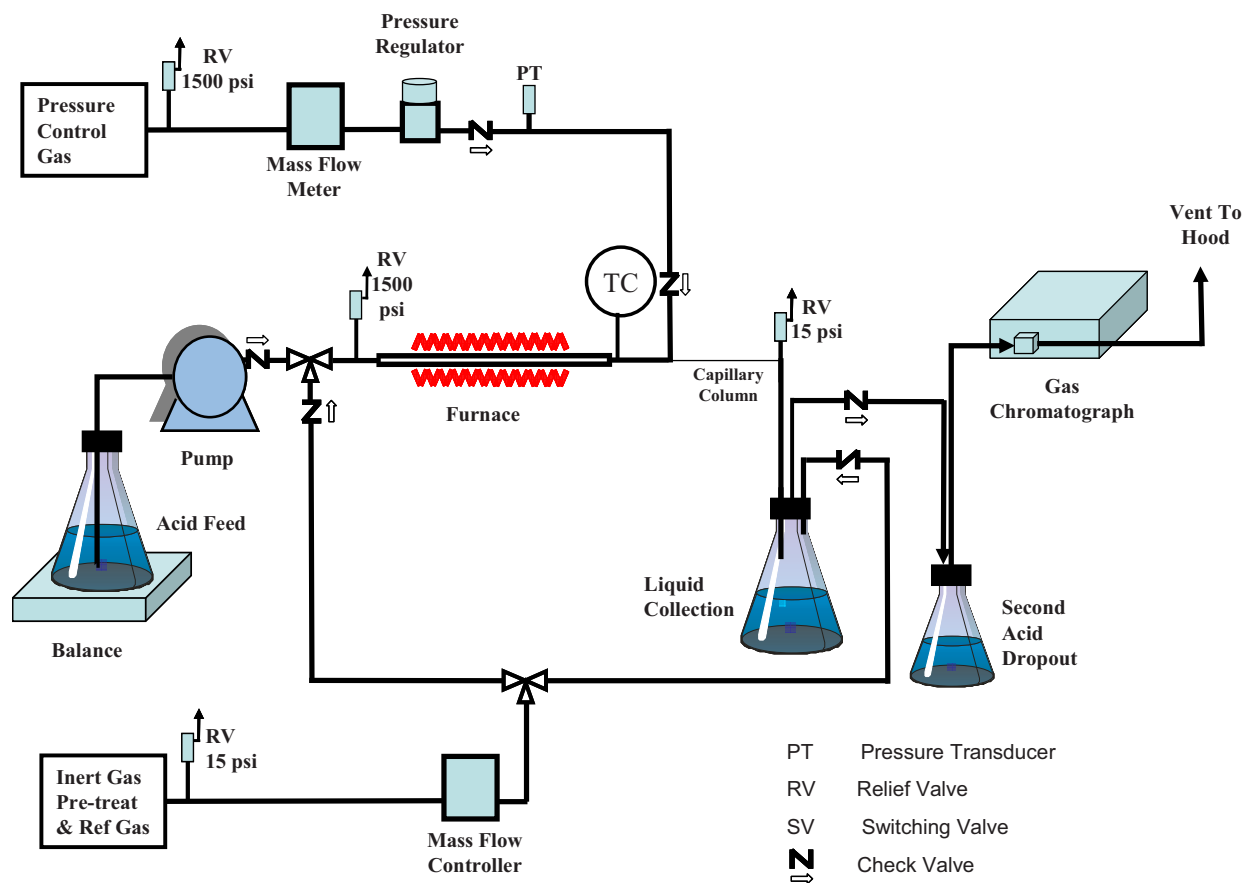 Pressure
Regulator
RV
1500 psi
PT
Pressure
Control
Gas
Mass Flow
Meter
Vent To
Hood
RV
1500
psi
TC
RV
15 psi
Capillary
Column
Gas
Chromatograph
Furnace
Pump
Acid Feed
Liquid
Collection
Second
Acid
Dropout
Balance
RV
15 psi
Inert Gas
Pre-treat
& Ref Gas
Mass Flow
Controller
PT Pressure Transducer
RV Relief Valve
SV Switching Valve
Check Valve